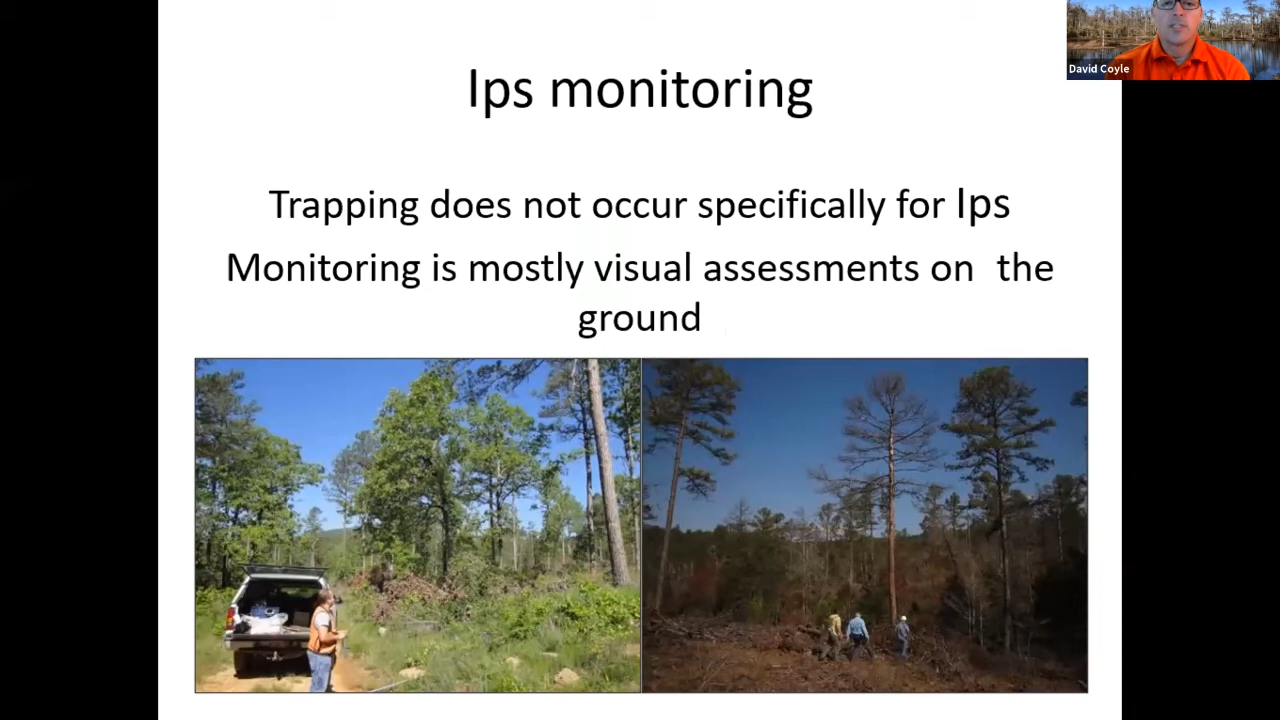 David Coyle
Ips monitoring
Trapping does not occur specifically for Ips
Monitoring is mostly visual assessments on the
ground